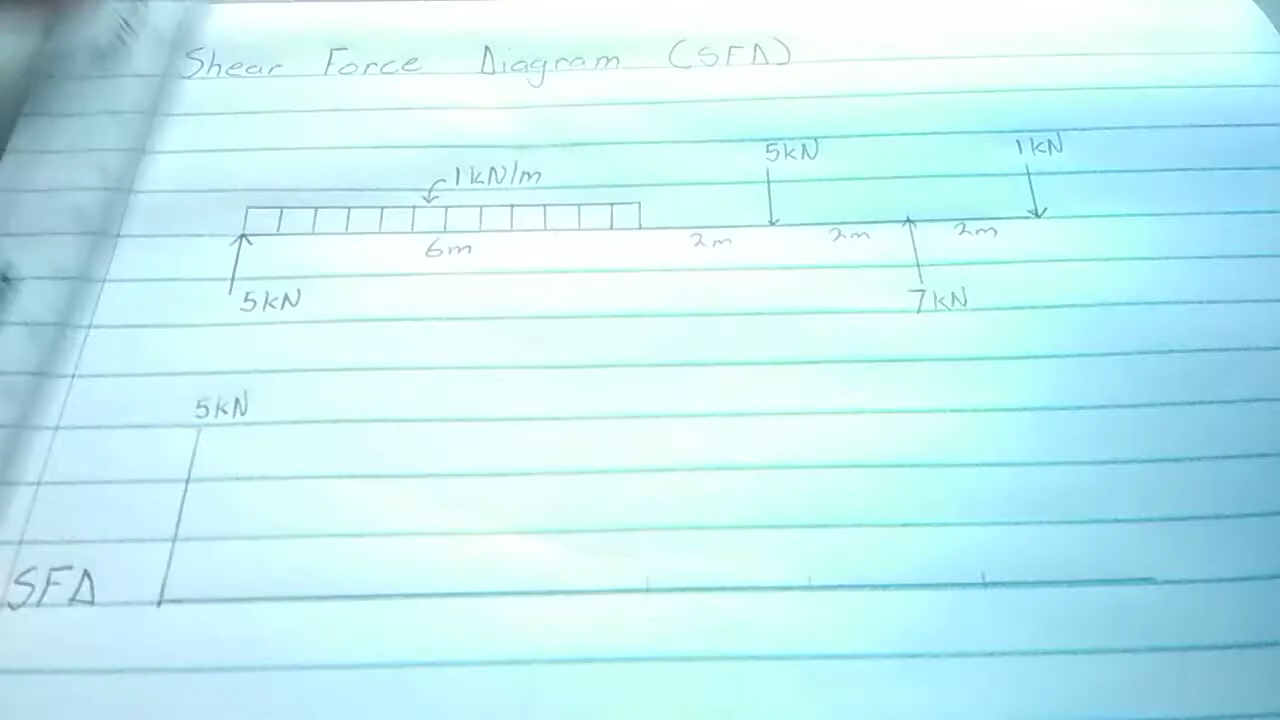 Shear Force Diagram (SFD)
5kN 1kN
1kN/m
6m 2m 2m 2m
5kN 7kN
5kN
SFD